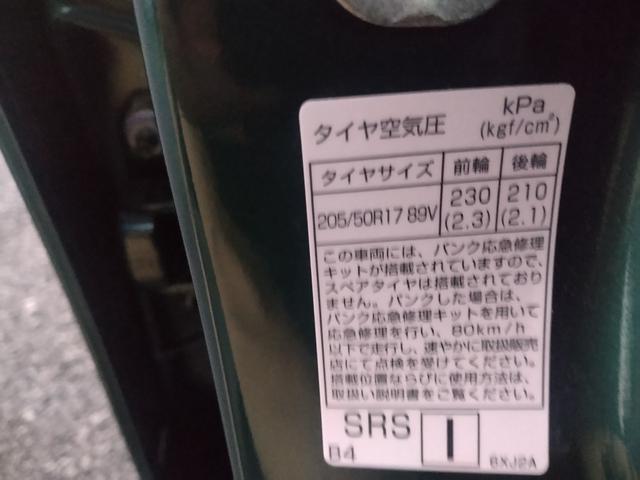 タイヤ空気圧 kPa
(kgf/cm²)
タイヤサイズ 前輪 後輪
205/50R17 89V 230 210
(2.3) (2.1)
この車両には、パンク応急修理
キットが搭載されていますので、
スペアタイヤは搭載されており
ません。パンクした場合は、
パンク応急修理キットを用いて
応急修理を行い、80km/h
以下で走行し、速やかに取扱販売
店にて点検を受けてください。
搭載位置ならびに使用方法は、
取扱い説明書をご覧ください。
SRS I
B4 BXJ2A